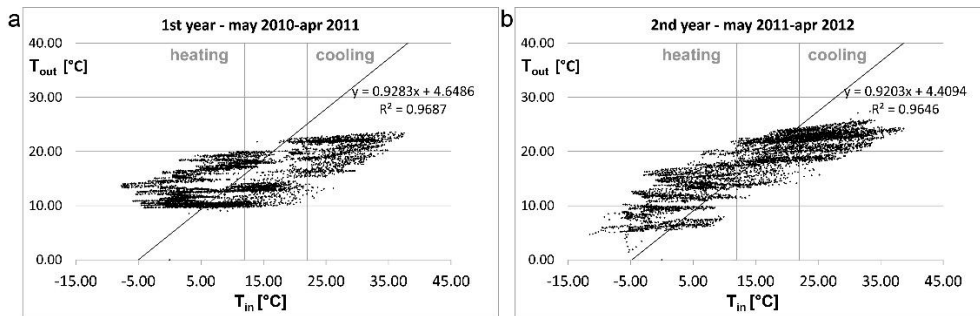 a
1st year - may 2010-apr 2011
40.00
Tout [°C]
heating
cooling
30.00
y = 0.9283x + 4.6486
R² = 0.9687
20.00
10.00
0.00
-15.00 -5.00 5.00 15.00 25.00 35.00 45.00
Tin [°C]
b
2nd year - may 2011-apr 2012
40.00
Tout [°C]
heating
cooling
30.00
y = 0.9203x + 4.4094
R² = 0.9646
20.00
10.00
0.00
-15.00 -5.00 5.00 15.00 25.00 35.00 45.00
Tin [°C]